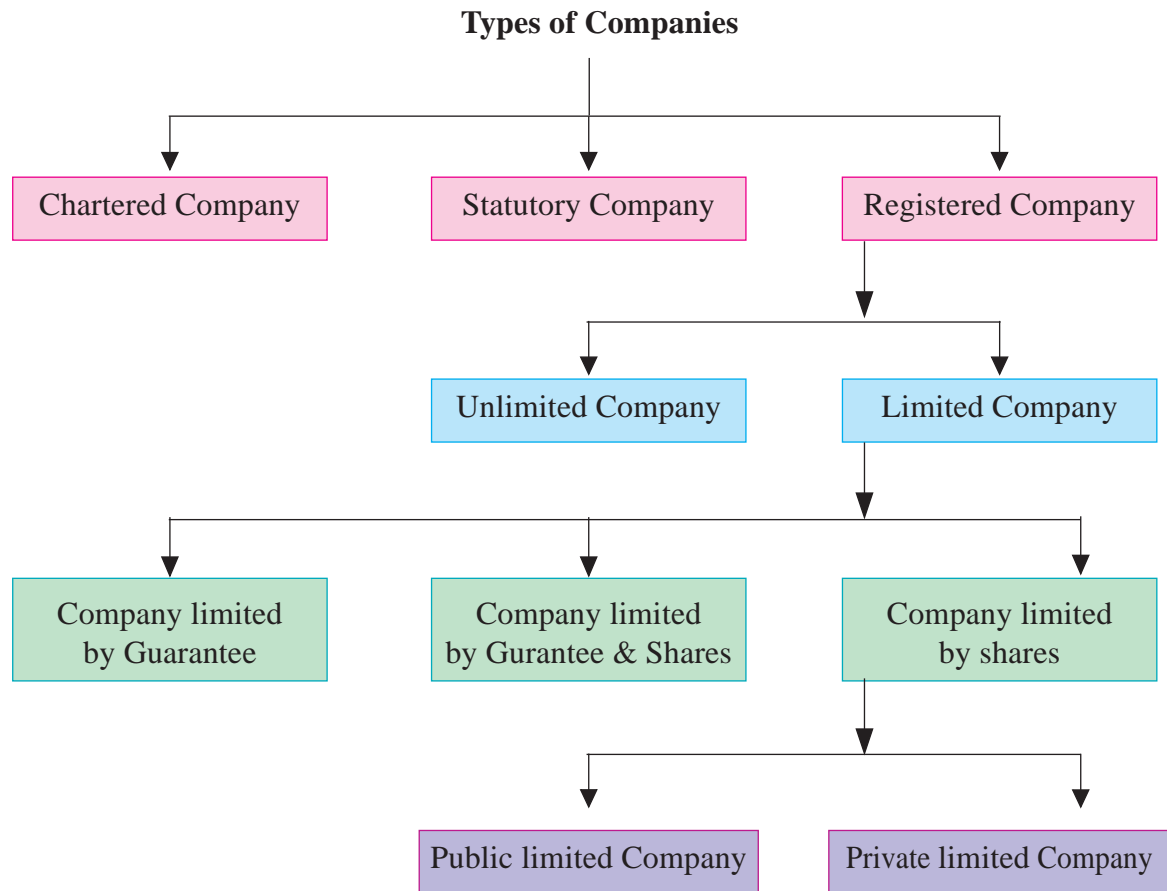 Types of Companies
Chartered Company
Statutory Company
Registered Company
Unlimited Company
Limited Company
Company limited
by Guarantee
Company limited
by Gurantee & Shares
Company limited
by shares
Public limited Company
Private limited Company